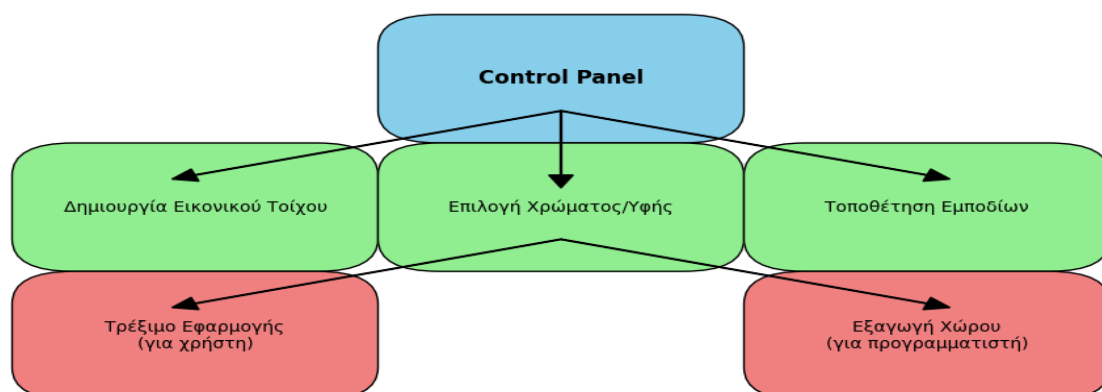 Control Panel
Δημιουργία Εικονικού Τοίχου
Επιλογή Χρώματος/Υφής
Τοποθέτηση Εμποδίων
Τρέξιμο Εφαρμογής
(για χρήστη)
Εξαγωγή Χώρου
(για προγραμματιστή)